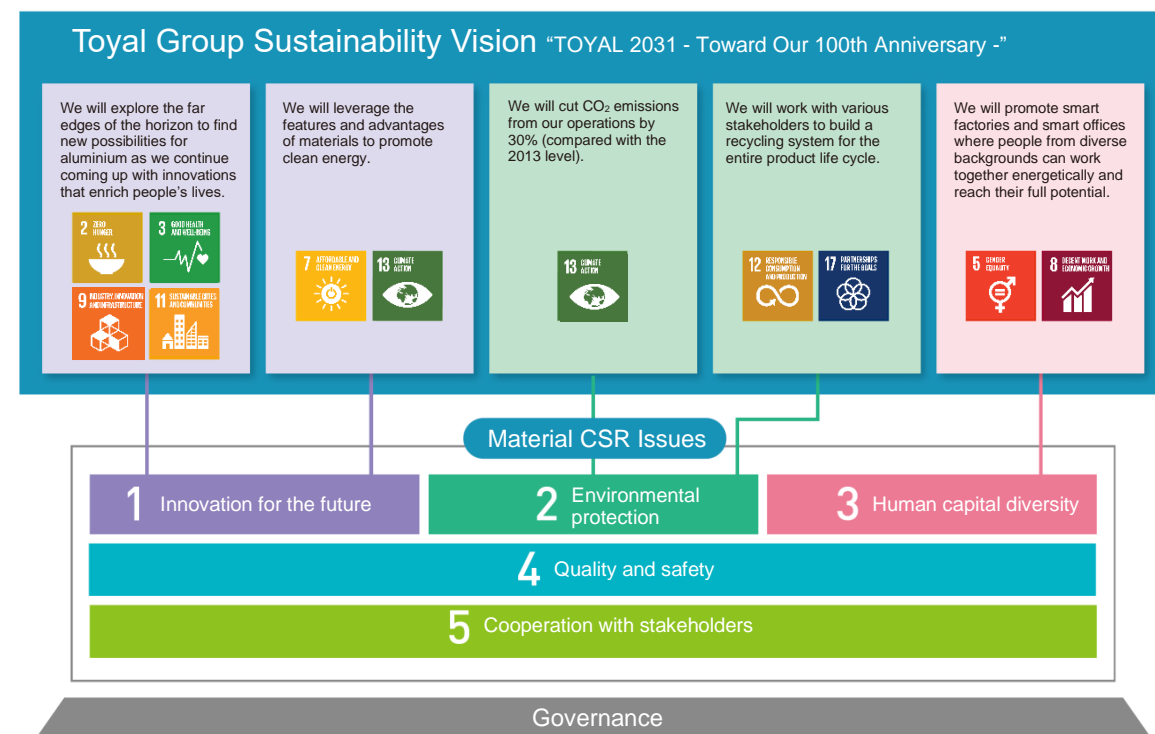 Toyal Group Sustainability Vision “TOYAL 2031 - Toward Our 100th Anniversary -”
We will explore the far
edges of the horizon to find
new possibilities for
aluminium as we continue
coming up with innovations
that enrich people’s lives.
2 ZERO
HUNGER
3 GOOD HEALTH
AND WELL-BEING
9 INDUSTRY, INNOVATION
AND INFRASTRUCTURE
11 SUSTAINABLE CITIES
AND COMMUNITIES
We will leverage the
features and advantages
of materials to promote
clean energy.
7 AFFORDABLE AND
CLEAN ENERGY
13 CLIMATE
ACTION
We will cut CO₂ emissions
from our operations by
30% (compared with the
2013 level).
13 CLIMATE
ACTION
We will work with various
stakeholders to build a
recycling system for the
entire product life cycle.
12 RESPONSIBLE
CONSUMPTION
AND PRODUCTION
17 PARTNERSHIPS
FOR THE GOALS
We will promote smart
factories and smart offices
where people from diverse
backgrounds can work
together energetically and
reach their full potential.
5 GENDER
EQUALITY
8 DECENT WORK AND
ECONOMIC GROWTH
Material CSR Issues
1 Innovation for the future
2 Environmental
protection
3 Human capital diversity
4 Quality and safety
5 Cooperation with stakeholders
Governance